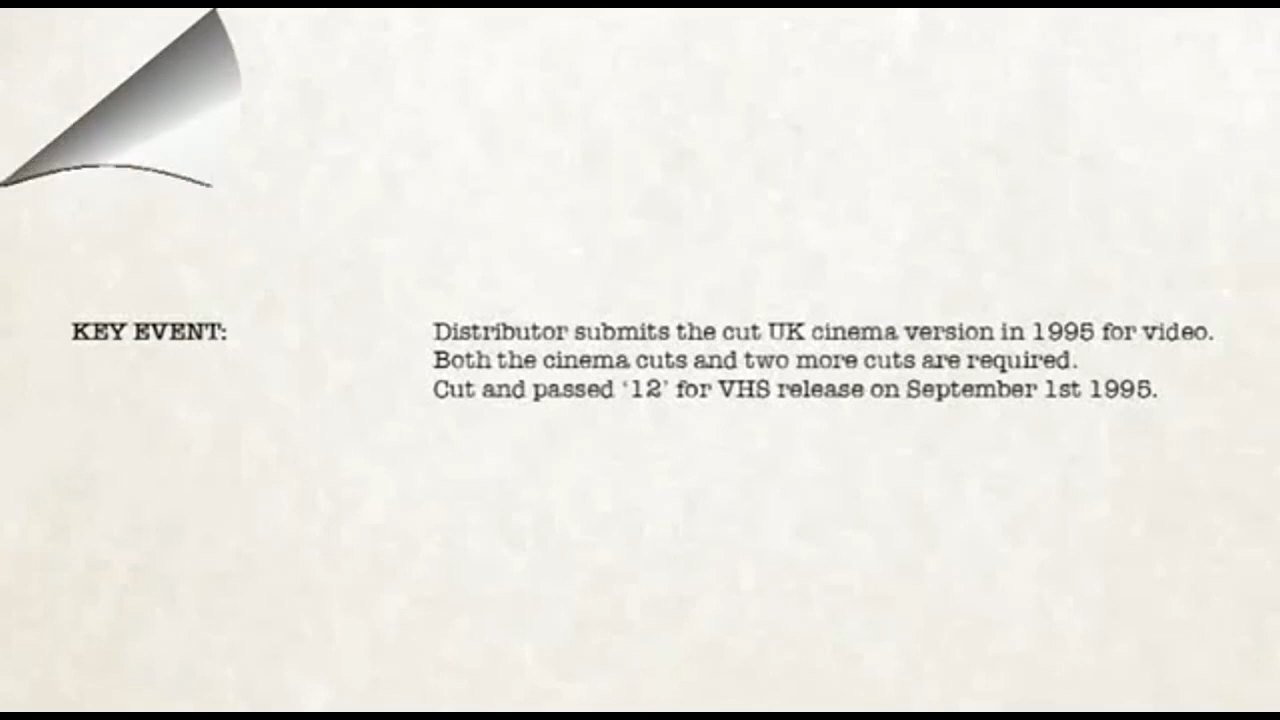 KEY EVENT: Distributor submits the cut UK cinema version in 1995 for video.
Both the cinema cuts and two more cuts are required.
Cut and passed ‘12’ for VHS release on September 1st 1995.